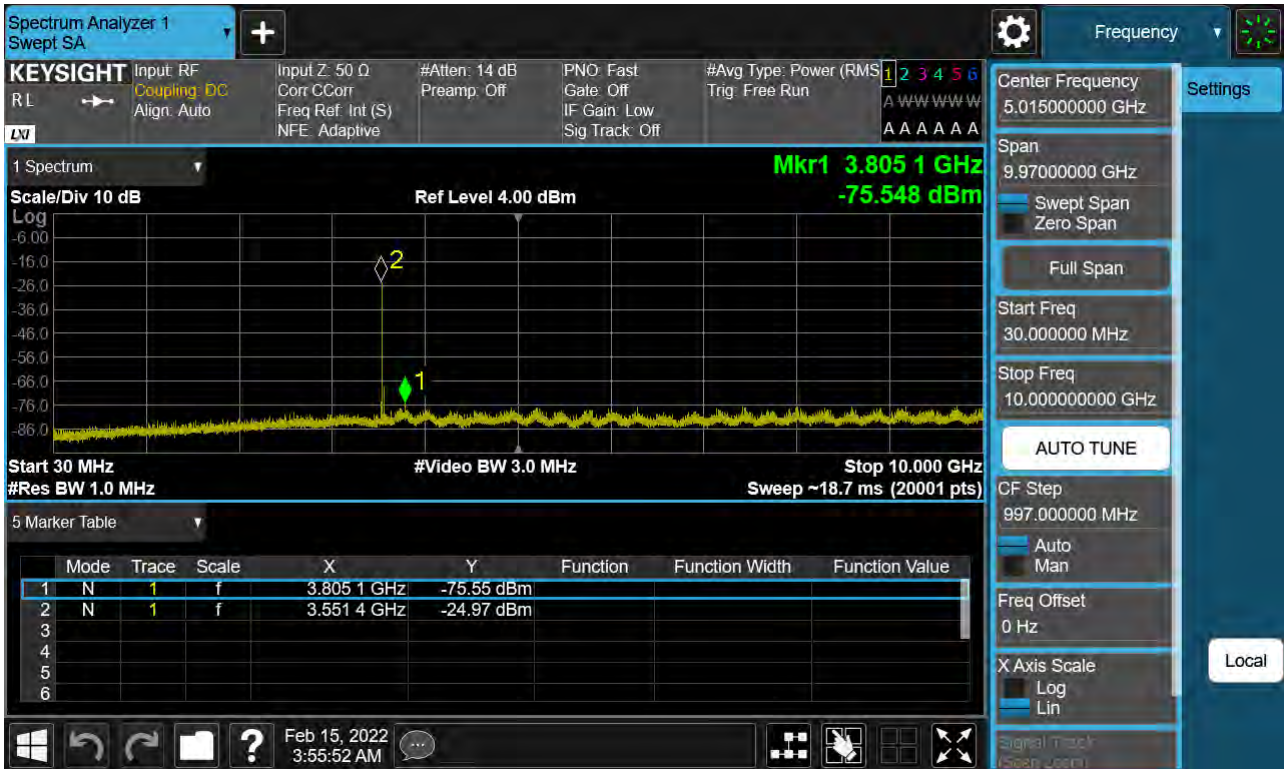 Spectrum Analyzer 1
Swept SA
+
Frequency
KEYSIGHT
RL
LXI
Input: RF
Coupling: DC
Align: Auto
Input Z: 50 Ω
Corr CCorr
Freq Ref: Int (S)
NFE: Adaptive
#Atten: 14 dB
Preamp: Off
PNO: Fast
Gate: Off
IF Gain: Low
Sig Track: Off
#Avg Type: Power (RMS
Trig: Free Run
1 2 3 4 5 6
A W W W W W
A A A A A A
1 Spectrum
Scale/Div 10 dB
Ref Level 4.00 dBm
Mkr1 3.805 1 GHz
-75.548 dBm
Log
-6.00
-16.0
-26.0
-36.0
-46.0
-56.0
-66.0
-76.0
-86.0
2
1
Start 30 MHz
#Video BW 3.0 MHz
Stop 10.000 GHz
#Res BW 1.0 MHz
Sweep ~18.7 ms (20001 pts)
5 Marker Table
Mode Trace Scale X Y Function Function Width Function Value
1 N 1 f 3.805 1 GHz -75.55 dBm
2 N 1 f 3.551 4 GHz -24.97 dBm
3
4
5
6
Feb 15, 2022
3:55:52 AM
?
Center Frequency
5.015000000 GHz
Settings
Span
9.97000000 GHz
Swept Span
Zero Span
Full Span
Start Freq
30.000000 MHz
Stop Freq
10.000000000 GHz
AUTO TUNE
CF Step
997.000000 MHz
Auto
Man
Freq Offset
0 Hz
X Axis Scale
Log
Lin
Local
Signal Track
(Span Zoom)